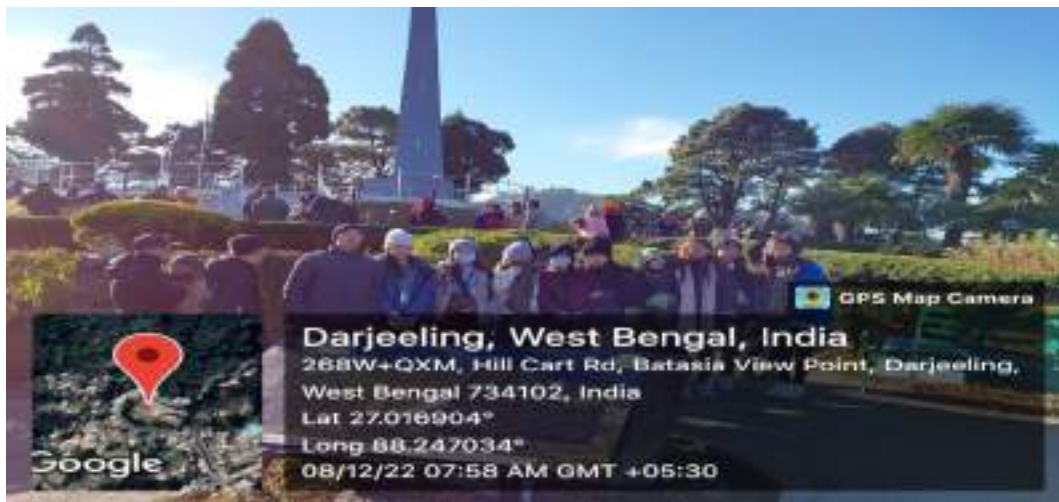 GPS Map Camera
Darjeeling, West Bengal, India
268W+QXM, Hill Cart Rd, Batasia View Point, Darjeeling,
West Bengal 734102, India
Lat 27.016904°
Long 88.247034°
08/12/22 07:58 AM GMT +05:30
Google